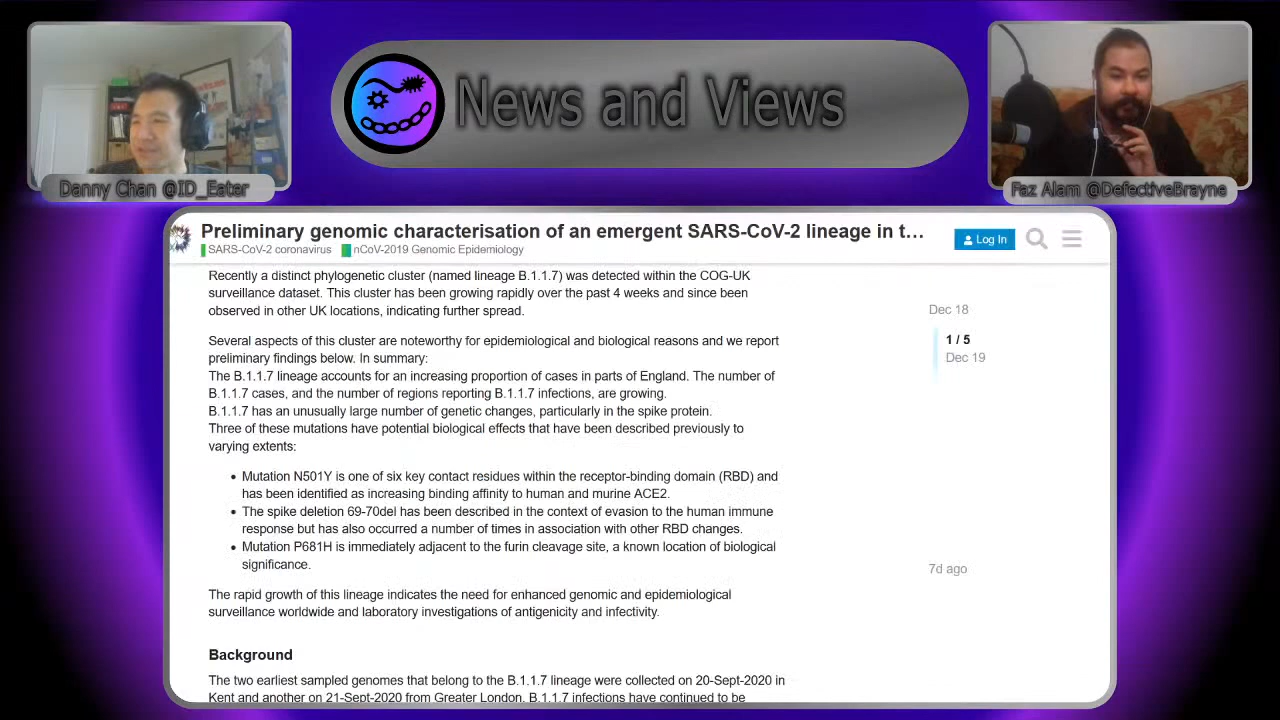 News and Views
Danny Chan @ID_Eater
Faz Alam @DefectiveBrayne
Preliminary genomic characterisation of an emergent SARS-CoV-2 lineage in t…
SARS-CoV-2 coronavirus nCoV-2019 Genomic Epidemiology
Log In
Recently a distinct phylogenetic cluster (named lineage B.1.1.7) was detected within the COG-UK
surveillance dataset. This cluster has been growing rapidly over the past 4 weeks and since been
observed in other UK locations, indicating further spread.
Several aspects of this cluster are noteworthy for epidemiological and biological reasons and we report
preliminary findings below. In summary:
The B.1.1.7 lineage accounts for an increasing proportion of cases in parts of England. The number of
B.1.1.7 cases, and the number of regions reporting B.1.1.7 infections, are growing.
B.1.1.7 has an unusually large number of genetic changes, particularly in the spike protein.
Three of these mutations have potential biological effects that have been described previously to
varying extents:
• Mutation N501Y is one of six key contact residues within the receptor-binding domain (RBD) and
has been identified as increasing binding affinity to human and murine ACE2.
• The spike deletion 69-70del has been described in the context of evasion to the human immune
response but has also occurred a number of times in association with other RBD changes.
• Mutation P681H is immediately adjacent to the furin cleavage site, a known location of biological
significance.
The rapid growth of this lineage indicates the need for enhanced genomic and epidemiological
surveillance worldwide and laboratory investigations of antigenicity and infectivity.
Background
The two earliest sampled genomes that belong to the B.1.1.7 lineage were collected on 20-Sept-2020 in
Kent and another on 21-Sept-2020 from Greater London. B.1.1.7 infections have continued to be
Dec 18
1 / 5
Dec 19
7d ago